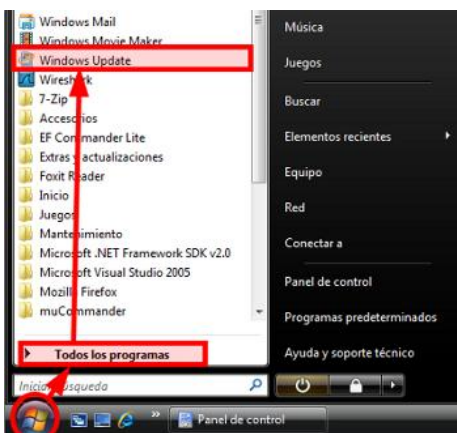 Windows Mail
Windows Movie Maker
Windows Update
Wireshark
7-Zip
Accesorios
EF Commander Lite
Extras y actualizaciones
Foxit Reader
Inicio
Juegos
Mantenimiento
Microsoft .NET Framework SDK v2.0
Microsoft Visual Studio 2005
Mozilla Firefox
muCommander
Todos los programas
Iniciar búsqueda
Música
Juegos
Buscar
Elementos recientes
Equipo
Red
Conectar a
Panel de control
Programas predeterminados
Ayuda y soporte técnico
Panel de control